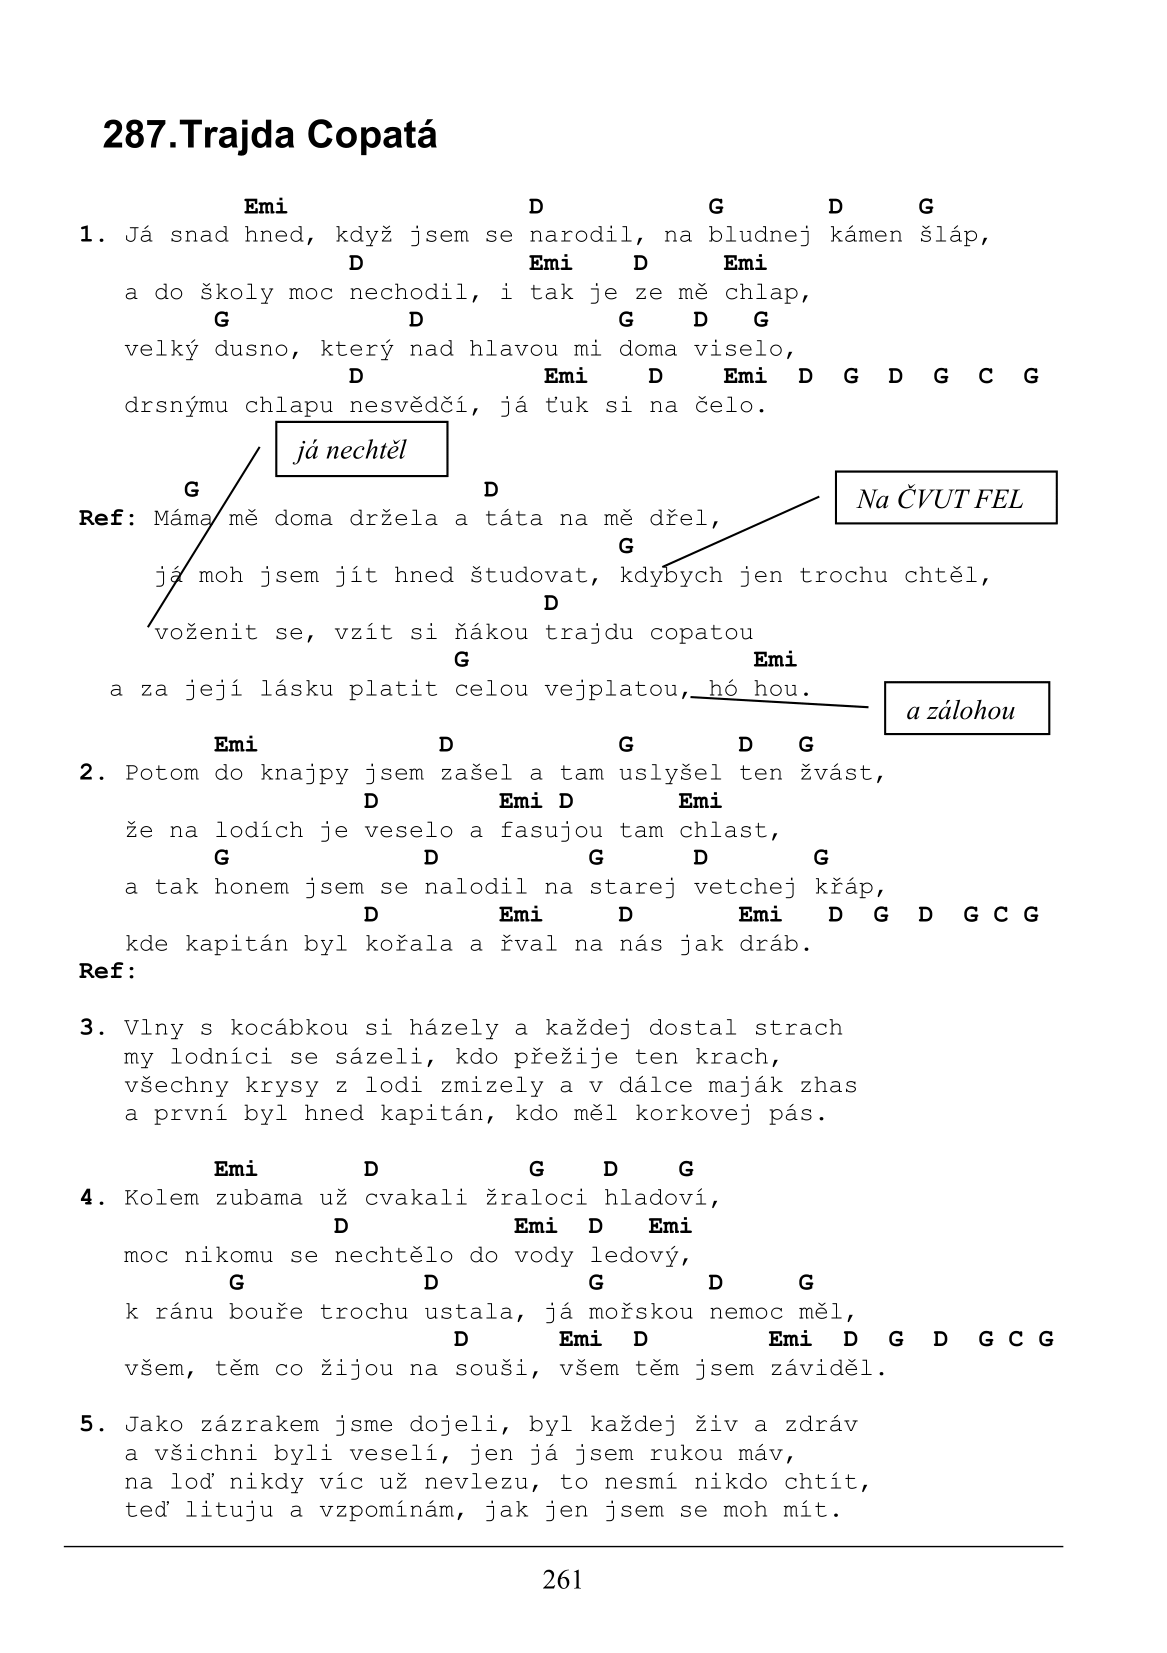 287.Trajda Copatá
Emi D G D G
1. Já snad hned, když jsem se narodil, na bludnej kámen šláp,
D Emi D Emi
a do školy moc nechodil, i tak je ze mě chlap,
G D G D G
velký dusno, který nad hlavou mi doma viselo,
D Emi D Emi D G D G C G
drsnýmu chlapu nesvědčí, já ťuk si na čelo.
já nechtěl
Na ČVUT FEL
G D
Ref: Máma mě doma držela a táta na mě dřel,
G
já moh jsem jít hned študovat, kdybych jen trochu chtěl,
D
voženit se, vzít si ňákou trajdu copatou
G Emi
a za její lásku platit celou vejplatou, hó hou.
a zálohou
Emi D G D G
2. Potom do knajpy jsem zašel a tam uslyšel ten žvást,
D Emi D Emi
že na lodích je veselo a fasujou tam chlast,
G D G D G
a tak honem jsem se nalodil na starej vetchej křáp,
D Emi D Emi D G D G C G
kde kapitán byl kořala a řval na nás jak dráb.
Ref:
3. Vlny s kocábkou si házely a každej dostal strach
my lodníci se sázeli, kdo přežije ten krach,
všechny krysy z lodi zmizely a v dálce maják zhas
a první byl hned kapitán, kdo měl korkovej pás.
Emi D G D G
4. Kolem zubama už cvakali žraloci hladoví,
D Emi D Emi
moc nikomu se nechtělo do vody ledový,
G D G D G
k ránu bouře trochu ustala, já mořskou nemoc měl,
D Emi D Emi D G D G C G
všem, těm co žijou na souši, všem těm jsem záviděl.
5. Jako zázrakem jsme dojeli, byl každej živ a zdráv
a všichni byli veselí, jen já jsem rukou máv,
na loď nikdy víc už nevlezu, to nesmí nikdo chtít,
teď lituju a vzpomínám, jak jen jsem se moh mít.
261